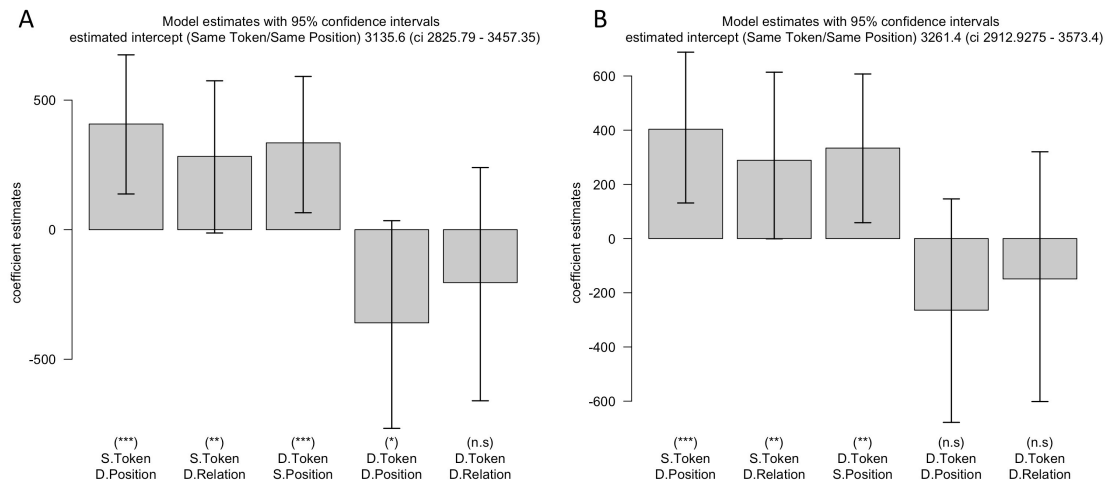 A
Model estimates with 95% confidence intervals
estimated intercept (Same Token/Same Position) 3135.6 (ci 2825.79 - 3457.35)
coefficient estimates
500
0
-500
(***)
S.Token
D.Position
(**)
S.Token
D.Relation
(***)
D.Token
S.Position
(*)
D.Token
D.Position
(n.s)
D.Token
D.Relation
B
Model estimates with 95% confidence intervals
estimated intercept (Same Token/Same Position) 3261.4 (ci 2912.9275 - 3573.4)
coefficient estimates
600
400
200
0
-200
-400
-600
(***)
S.Token
D.Position
(**)
S.Token
D.Relation
(**)
D.Token
S.Position
(n.s)
D.Token
D.Position
(n.s)
D.Token
D.Relation